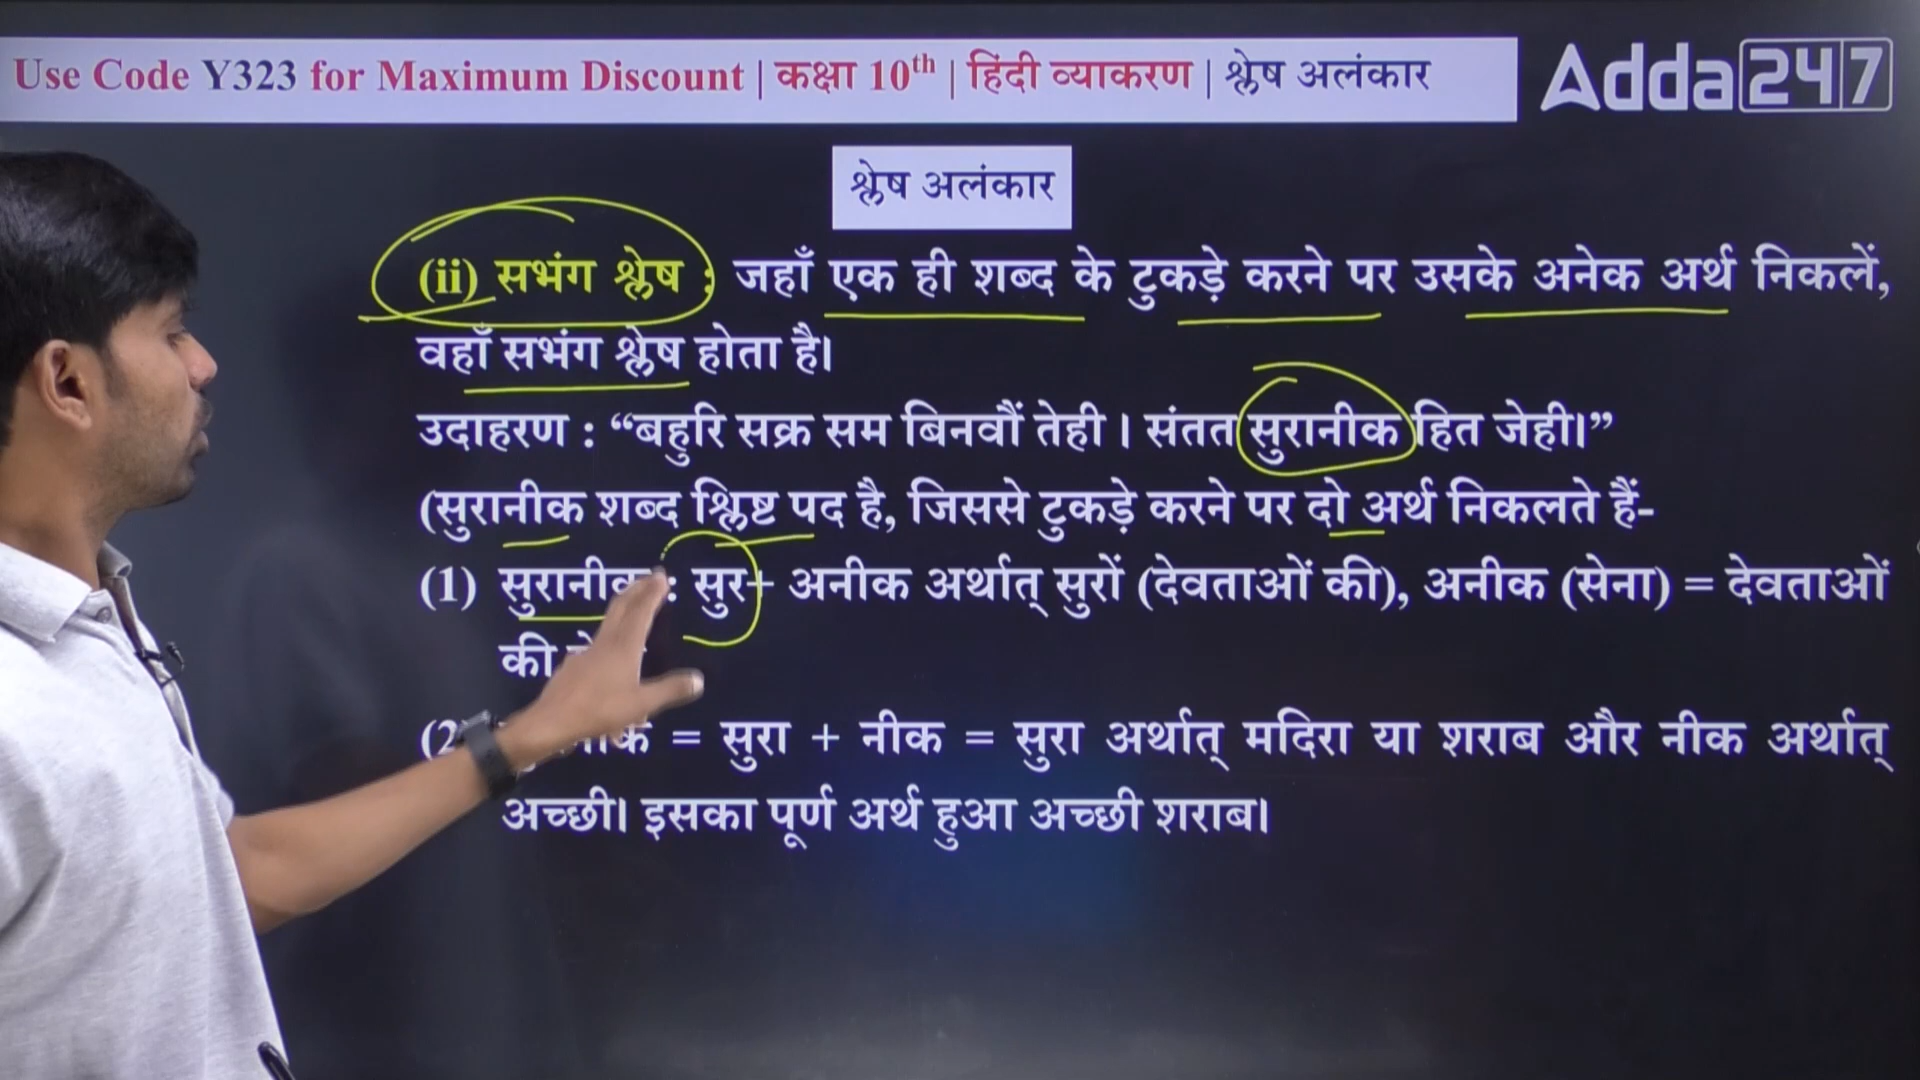 Use Code Y323 for Maximum Discount | कक्षा 10th | हिंदी व्याकरण | श्लेष अलंकार
Adda247
श्लेष अलंकार
(ii) सभंग श्लेष : जहाँ एक ही शब्द के टुकड़े करने पर उसके अनेक अर्थ निकलें,
वहाँ सभंग श्लेष होता है।
उदाहरण : “बहुरि सक्र सम बिनवौं तेही । संतत सुरानीक हित जेही।”
(सुरानीक शब्द श्लिष्ट पद है, जिससे टुकड़े करने पर दो अर्थ निकलते हैं-
(1) सुरानीक : सुर+ अनीक अर्थात् सुरों (देवताओं की), अनीक (सेना) = देवताओं
की
(2) = सुरा + नीक = सुरा अर्थात् मदिरा या शराब और नीक अर्थात्
अच्छी। इसका पूर्ण अर्थ हुआ अच्छी शराब।